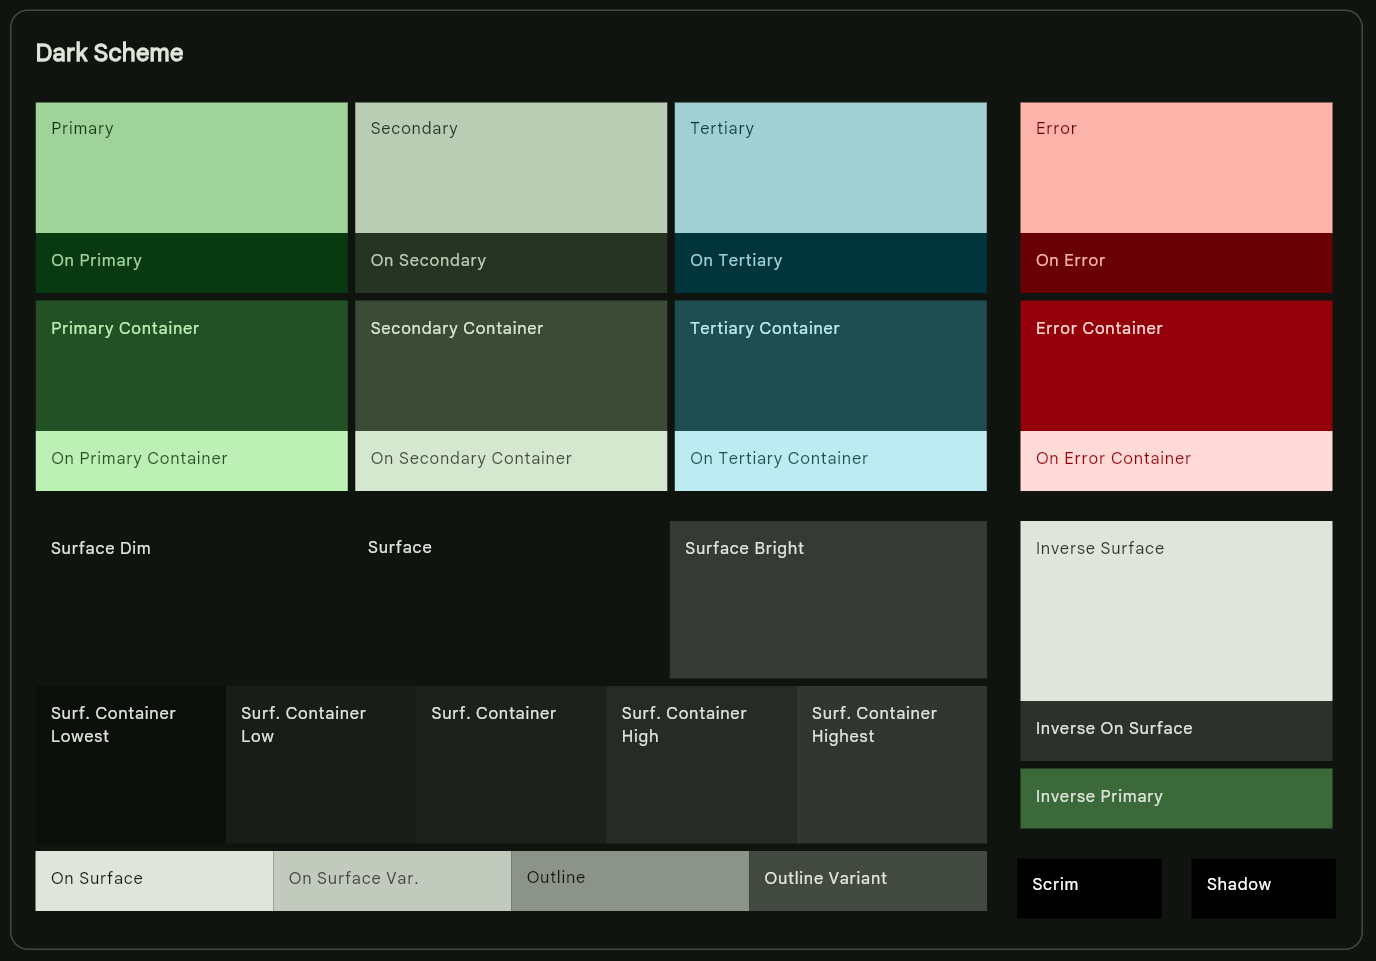 Dark Scheme
Primary
Secondary
Tertiary
Error
On Primary
On Secondary
On Tertiary
On Error
Primary Container
Secondary Container
Tertiary Container
Error Container
On Primary Container
On Secondary Container
On Tertiary Container
On Error Container
Surface Dim
Surface
Surface Bright
Inverse Surface
Surf. Container
Lowest
Surf. Container
Low
Surf. Container
Surf. Container
High
Surf. Container
Highest
Inverse On Surface
Inverse Primary
On Surface
On Surface Var.
Outline
Outline Variant
Scrim
Shadow